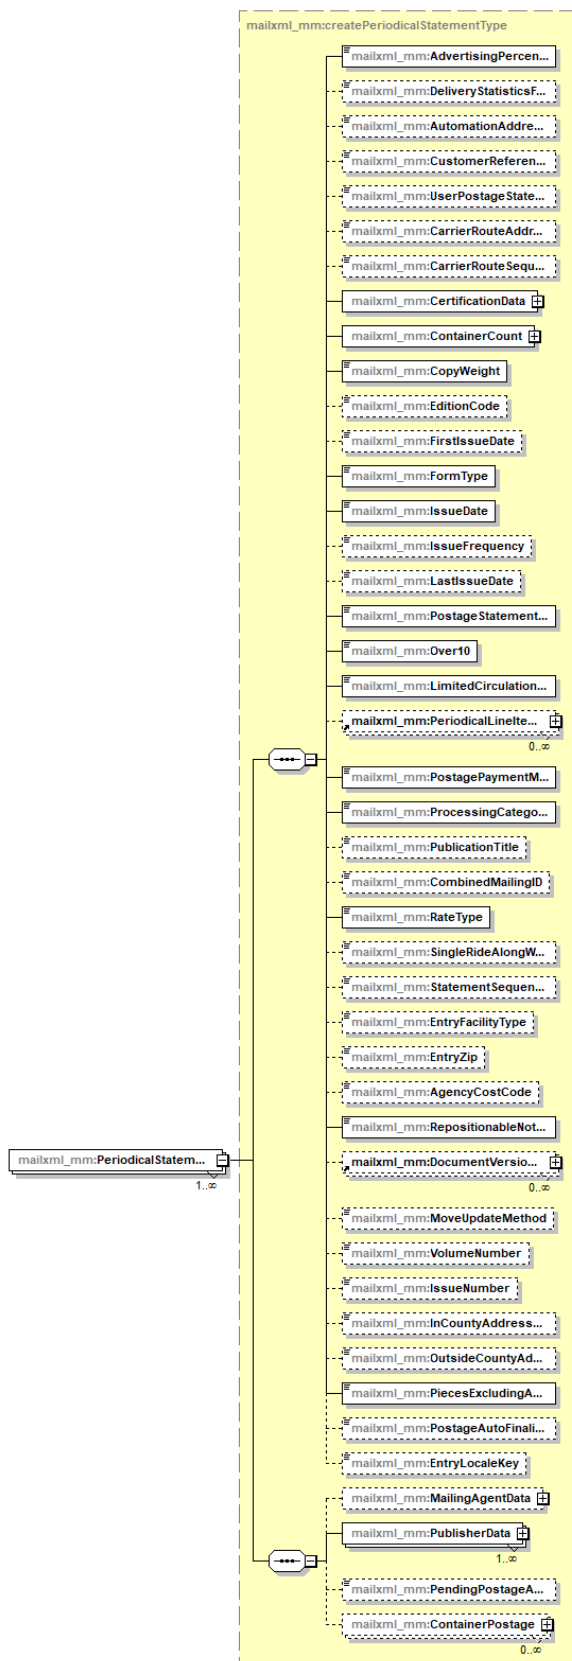 mailxml_mm:createPeriodicalStatementType
mailxml_mm:AdvertisingPercen...
mailxml_mm:DeliveryStatisticsF...
mailxml_mm:AutomationAddre...
mailxml_mm:CustomerReferen...
mailxml_mm:UserPostageState...
mailxml_mm:CarrierRouteAddr...
mailxml_mm:CarrierRouteSequ...
mailxml_mm:CertificationData
mailxml_mm:ContainerCount
mailxml_mm:CopyWeight
mailxml_mm:EditionCode
mailxml_mm:FirstIssueDate
mailxml_mm:FormType
mailxml_mm:IssueDate
mailxml_mm:IssueFrequency
mailxml_mm:LastIssueDate
mailxml_mm:PostageStatement...
mailxml_mm:Over10
mailxml_mm:LimitedCirculation...
mailxml_mm:PeriodicalLineIte...
0..∞
mailxml_mm:PostagePaymentM...
mailxml_mm:ProcessingCatego...
mailxml_mm:PublicationTitle
mailxml_mm:CombinedMailingID
mailxml_mm:RateType
mailxml_mm:SingleRideAlongW...
mailxml_mm:StatementSequen...
mailxml_mm:EntryFacilityType
mailxml_mm:EntryZip
mailxml_mm:AgencyCostCode
mailxml_mm:RepositionableNot...
mailxml_mm:PeriodicalStatem...
1..∞
mailxml_mm:DocumentVersio...
0..∞
mailxml_mm:MoveUpdateMethod
mailxml_mm:VolumeNumber
mailxml_mm:IssueNumber
mailxml_mm:InCountyAddress...
mailxml_mm:OutsideCountyAd...
mailxml_mm:PiecesExcludingA...
mailxml_mm:PostageAutoFinali...
mailxml_mm:EntryLocaleKey
mailxml_mm:MailingAgentData
mailxml_mm:PublisherData
1..∞
mailxml_mm:PendingPostageA...
mailxml_mm:ContainerPostage
0..∞